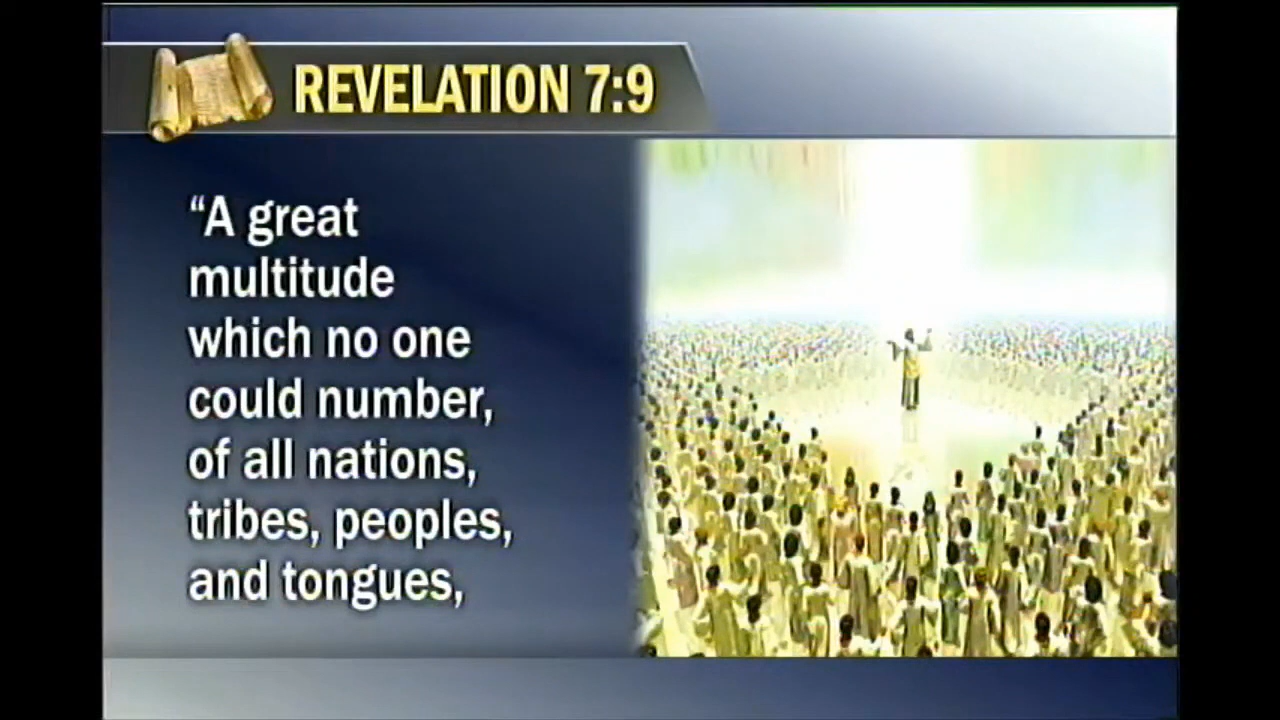 REVELATION 7:9
“A great
multitude
which no one
could number,
of all nations,
tribes, peoples,
and tongues,